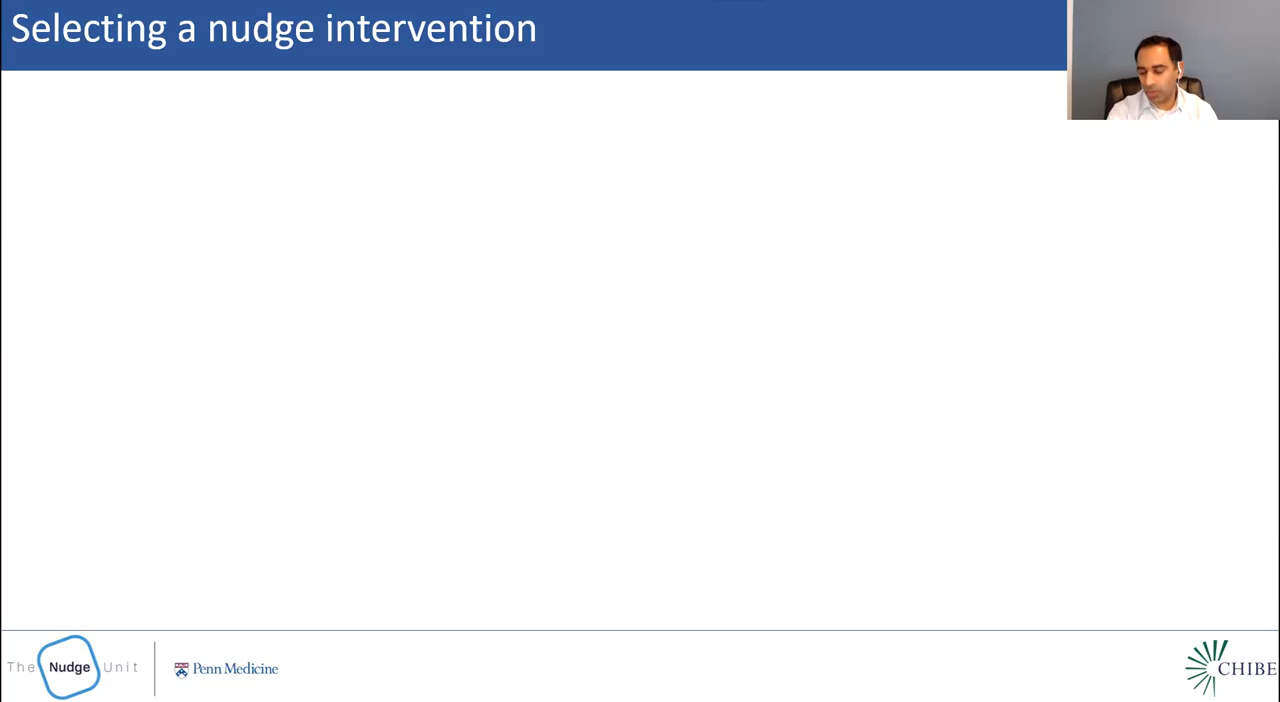 Selecting a nudge intervention
The Nudge Unit
Penn Medicine
CHIBE